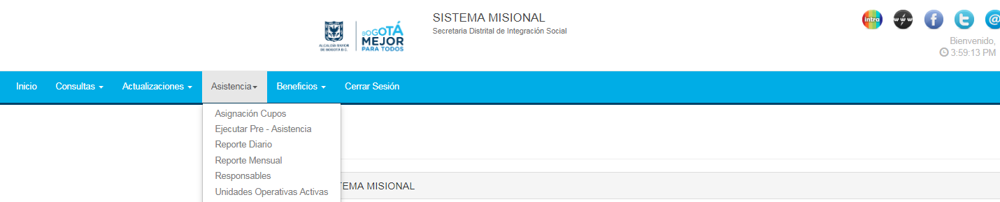 SISTEMA MISIONAL
Secretaria Distrital de Integración Social
ALCALDÍA MAYOR
DE BOGOTÁ D.C.
BOGOTÁ
MEJOR
PARA TODOS
intra
www
f
t
@
Bienvenido,
3:59:13 PM
Inicio
Consultas
Actualizaciones
Asistencia
Beneficios
Cerrar Sesión
Asignación Cupos
Ejecutar Pre - Asistencia
Reporte Diario
Reporte Mensual
Responsables
Unidades Operativas Activas
TEMA MISIONAL